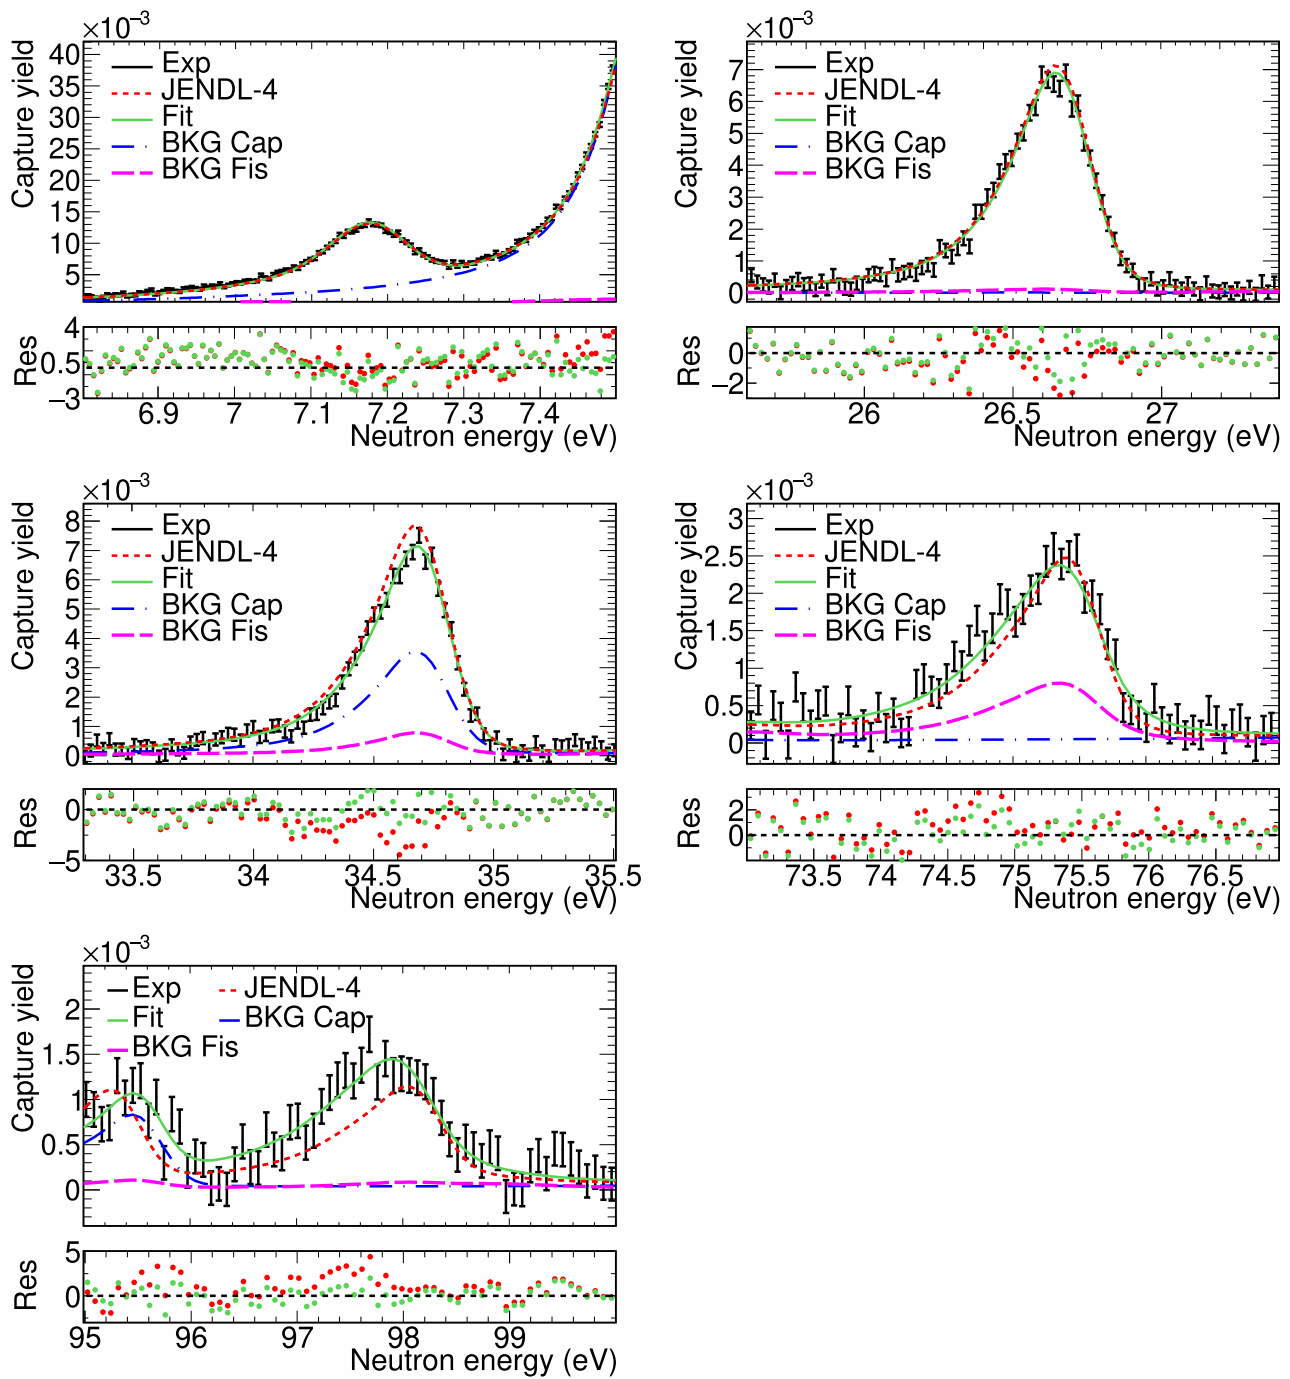 ×10⁻³
Capture yield
40
35
30
25
20
15
10
5
Exp
JENDL-4
Fit
BKG Cap
BKG Fis
Res
4
0.5
−3
6.9 7 7.1 7.2 7.3 7.4
Neutron energy (eV)
×10⁻³
Capture yield
7
6
5
4
3
2
1
0
Exp
JENDL-4
Fit
BKG Cap
BKG Fis
Res
0
−2
26 26.5 27
Neutron energy (eV)
×10⁻³
Capture yield
8
7
6
5
4
3
2
1
0
Exp
JENDL-4
Fit
BKG Cap
BKG Fis
Res
0
−5
33.5 34 34.5 35 35.5
Neutron energy (eV)
×10⁻³
Capture yield
3
2.5
2
1.5
1
0.5
0
Exp
JENDL-4
Fit
BKG Cap
BKG Fis
Res
2
0
73.5 74 74.5 75 75.5 76 76.5
Neutron energy (eV)
×10⁻³
Capture yield
2
1.5
1
0.5
0
Exp JENDL-4
Fit BKG Cap
BKG Fis
Res
5
0
95 96 97 98 99
Neutron energy (eV)